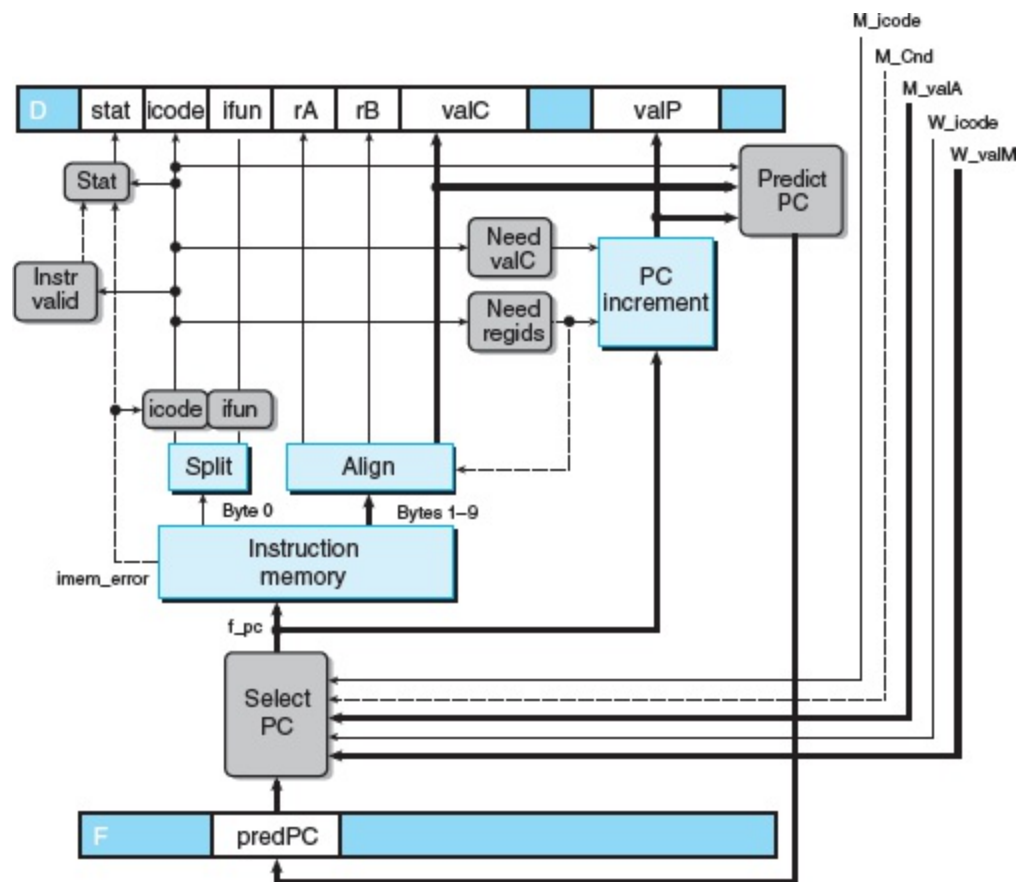 M_icode
M_Cnd
M_valA
W_icode
W_valM
D stat icode ifun rA rB valC valP
Stat
Predict
PC
Need
valC
Instr
valid
PC
increment
Need
regids
icode ifun
Split
Align
Byte 0
Bytes 1–9
Instruction
memory
imem_error
f_pc
Select
PC
F predPC